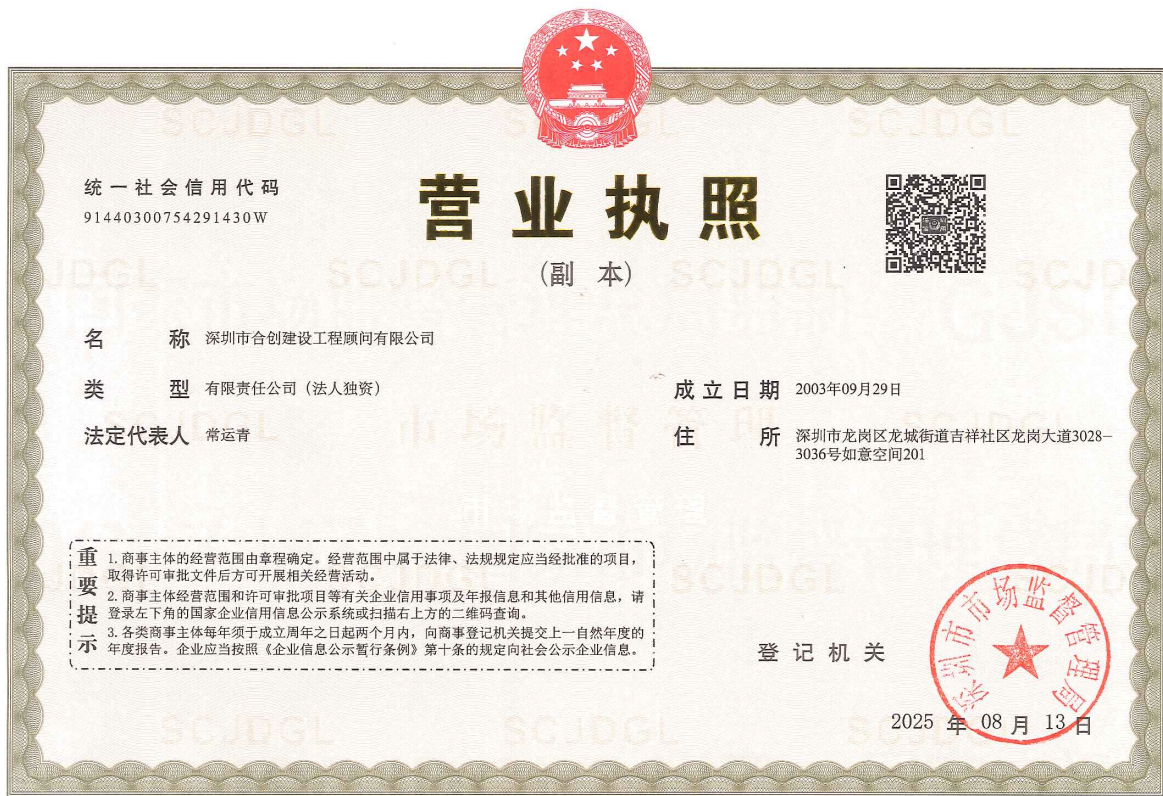 统一社会信用代码
91440300754291430W
营业执照
(副 本)
名 称 深圳市合创建设工程顾问有限公司
类 型 有限责任公司（法人独资）
成立日期 2003年09月29日
法定代表人 常运青
住 所 深圳市龙岗区龙城街道吉祥社区龙岗大道3028-
3036号如意空间201
重要提示
1. 商事主体的经营范围由章程确定。经营范围中属于法律、法规规定应当经批准的项目，
取得许可审批文件后方可开展相关经营活动。
2. 商事主体经营范围和许可审批项目等有关企业信用事项及年报信息和其他信用信息，请
登录左下角的国家企业信用信息公示系统或扫描右上方的二维码查询。
3. 各类商事主体每年须于成立周年之日起两个月内，向商事登记机关提交上一自然年度的
年度报告。企业应当按照《企业信息公示暂行条例》第十条的规定向社会公示企业信息。
登记机关
深圳市市场监督管理局
2025 年 08 月 13 日
SCJDGL